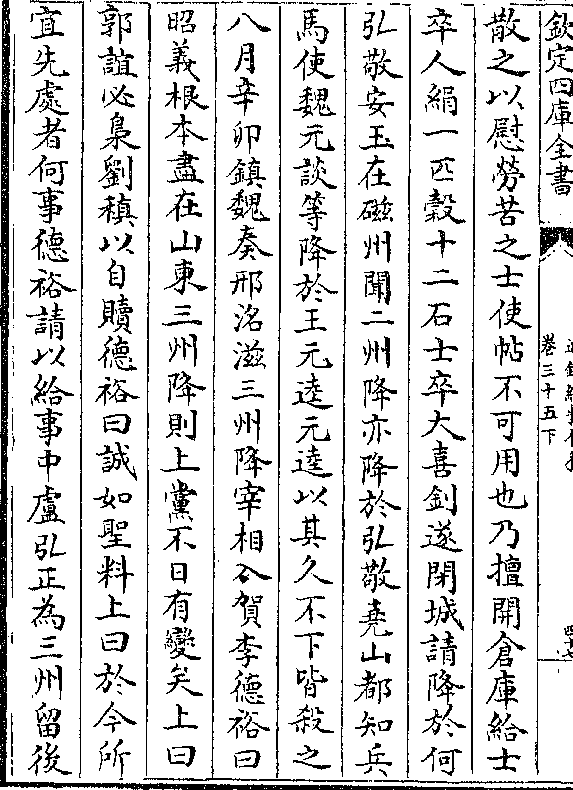 欽定四庫全書
卷三十五下
散之以慰勞苦之士使帖不可用也乃擅開倉庫給士
卒人絹一匹穀十二石士卒大喜釗遂閉城請降於何
弘敬安玉在磁州聞二州降亦降於弘敬堯山都知兵
馬使魏元談等降於王元逵元逵以其久不下皆殺之
八月辛卯鎮魏奏邢洺滋三州降宰相入賀李德裕曰
昭義根本盡在山東三州降則上黨不日有變矣上曰
郭誼必梟劉稹以自贖德裕曰誠如聖料上曰於今所
宜先處者何事德裕請以給事中盧弘正為三州留後